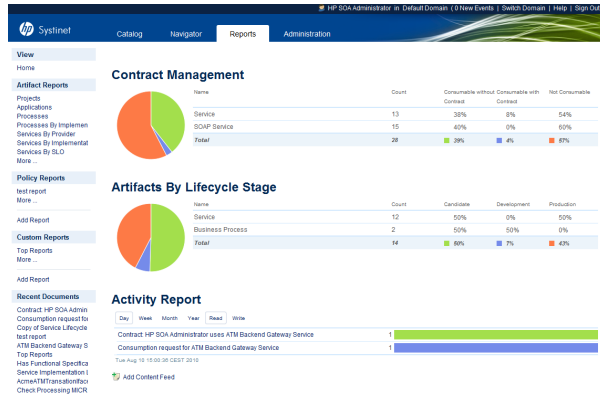 HP SOA Administrator in Default Domain ( 0 New Events | Switch Domain | Help | Sign Out
hp Systinet
Catalog Navigator Reports Administration
View
Home
Artifact Reports
Projects
Applications
Processes
Processes By Implemen
Services By Provider
Services By Implementat
Services By SLO
More ...
Policy Reports
test report
More ...
Add Report
Custom Reports
Top Reports
More ...
Add Report
Recent Documents
Contract: HP SOA Admin
Consumption request for
Copy of Service Lifecycle
test report
ATM Backend Gateway S
Top Reports
Has Functional Specifica
Service Implementation L
AcmeATMTransationIfac
Check Processing MICR
Contract Management
Name Count Consumable without Contract Consumable with Contract Not Consumable
Service 13 38% 8% 54%
SOAP Service 15 40% 0% 60%
Total 28 39% 4% 57%
Artifacts By Lifecycle Stage
Name Count Candidate Development Production
Service 12 50% 0% 50%
Business Process 2 50% 50% 0%
Total 14 50% 7% 43%
Activity Report
Day Week Month Year Read Write
Contract: HP SOA Administrator uses ATM Backend Gateway Service 1
Consumption request for ATM Backend Gateway Service 1
Tue Aug 10 15:08:36 CEST 2010
Add Content Feed